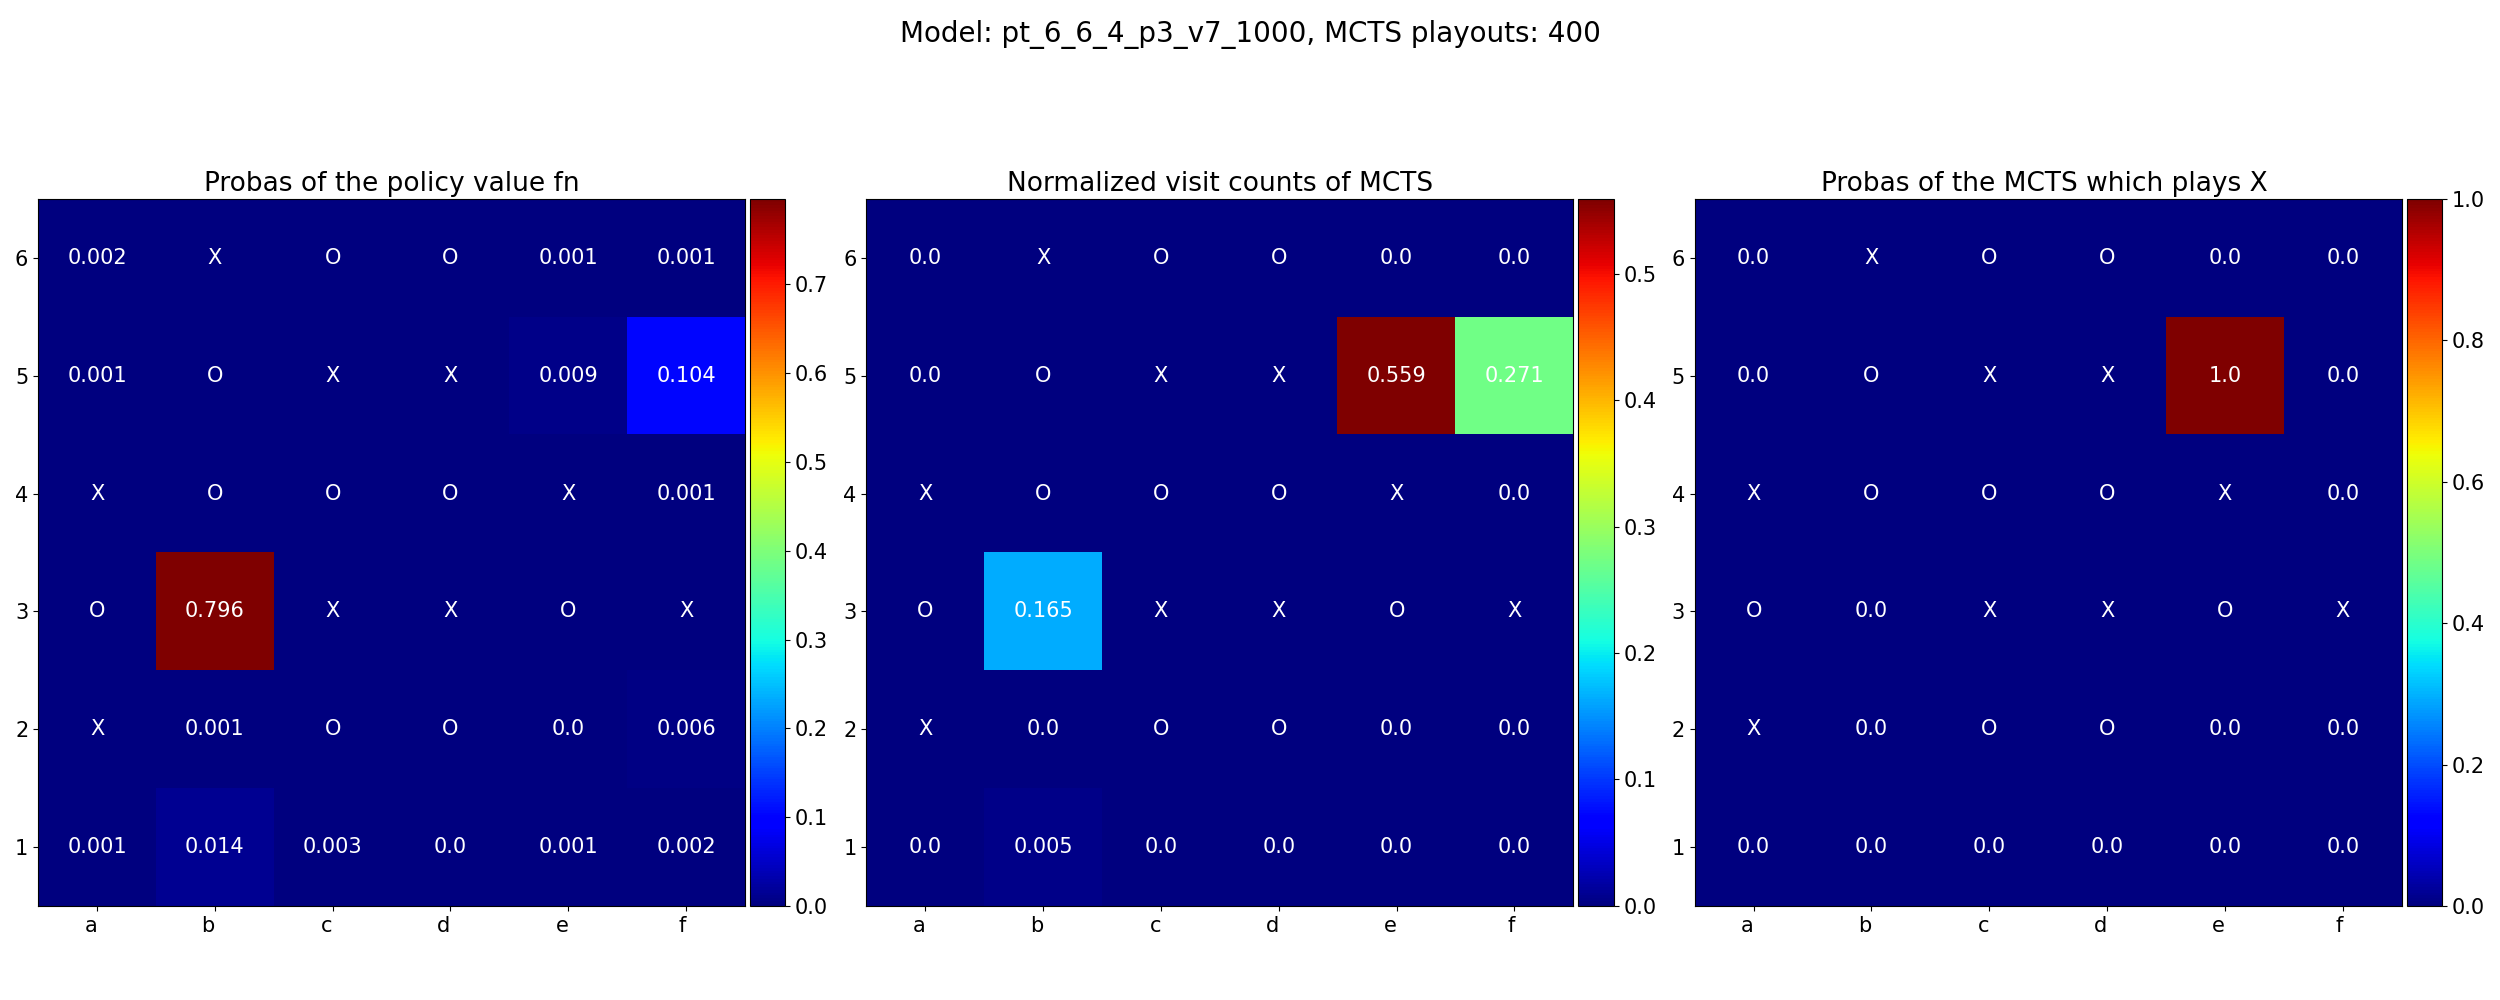 Model: pt_6_6_4_p3_v7_1000, MCTS playouts: 400
Probas of the policy value fn
6 0.002 X O O 0.001 0.001
5 0.001 O X X 0.009 0.104
4 X O O O X 0.001
3 O 0.796 X X O X
2 X 0.001 O O 0.0 0.006
1 0.001 0.014 0.003 0.0 0.001 0.002
a b c d e f
0.7
0.6
0.5
0.4
0.3
0.2
0.1
0.0
Normalized visit counts of MCTS
6 0.0 X O O 0.0 0.0
5 0.0 O X X 0.559 0.271
4 X O O O X 0.0
3 O 0.165 X X O X
2 X 0.0 O O 0.0 0.0
1 0.0 0.005 0.0 0.0 0.0 0.0
a b c d e f
0.5
0.4
0.3
0.2
0.1
0.0
Probas of the MCTS which plays X
6 0.0 X O O 0.0 0.0
5 0.0 O X X 1.0 0.0
4 X O O O X 0.0
3 O 0.0 X X O X
2 X 0.0 O O 0.0 0.0
1 0.0 0.0 0.0 0.0 0.0 0.0
a b c d e f
1.0
0.8
0.6
0.4
0.2
0.0